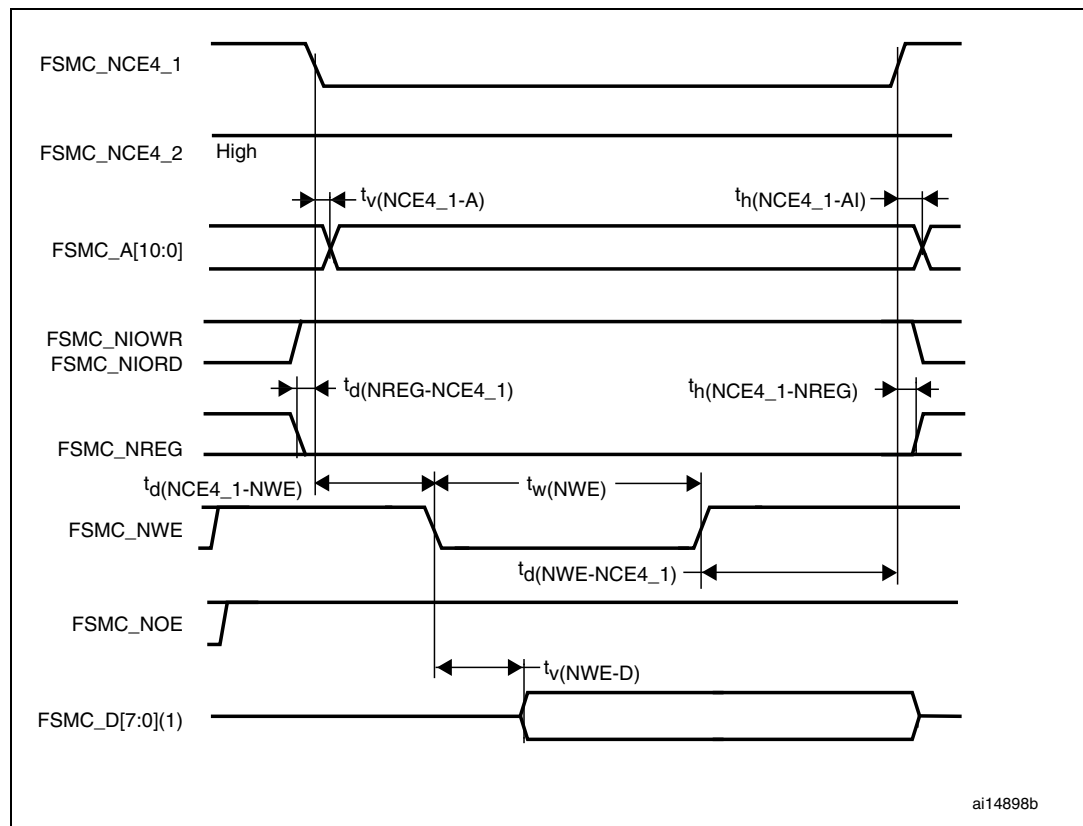 FSMC_NCE4_1
FSMC_NCE4_2 High
tv(NCE4_1-A) th(NCE4_1-AI)
FSMC_A[10:0]
FSMC_NIOWR
FSMC_NIORD
td(NREG-NCE4_1) th(NCE4_1-NREG)
FSMC_NREG
td(NCE4_1-NWE) tw(NWE)
FSMC_NWE
td(NWE-NCE4_1)
FSMC_NOE
tv(NWE-D)
FSMC_D[7:0](1)
ai14898b